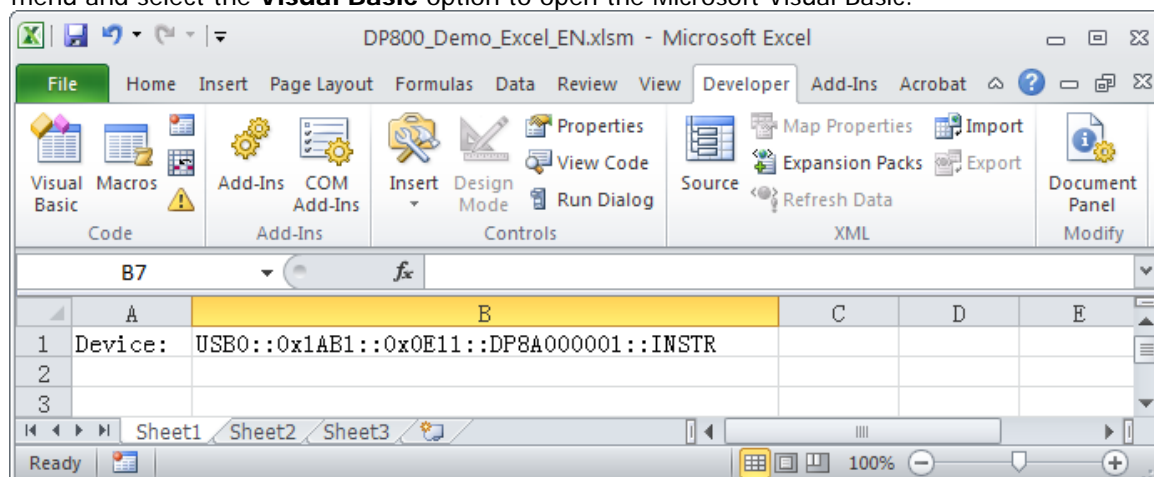 menu and select the Visual Basic option to open the Microsoft Visual Basic.
DP800_Demo_Excel_EN.xlsm - Microsoft Excel
File Home Insert Page Layout Formulas Data Review View Developer Add-Ins Acrobat
Visual Basic
Macros
Code
Add-Ins
COM Add-Ins
Add-Ins
Insert
Design Mode
Properties
View Code
Run Dialog
Controls
Source
Map Properties
Expansion Packs
Refresh Data
Import
Export
XML
Document Panel
Modify
B7
fx
A B C D E
1 Device: USB0::0x1AB1::0x0E11::DP8A000001::INSTR
2
3
Sheet1 Sheet2 Sheet3
Ready 100%